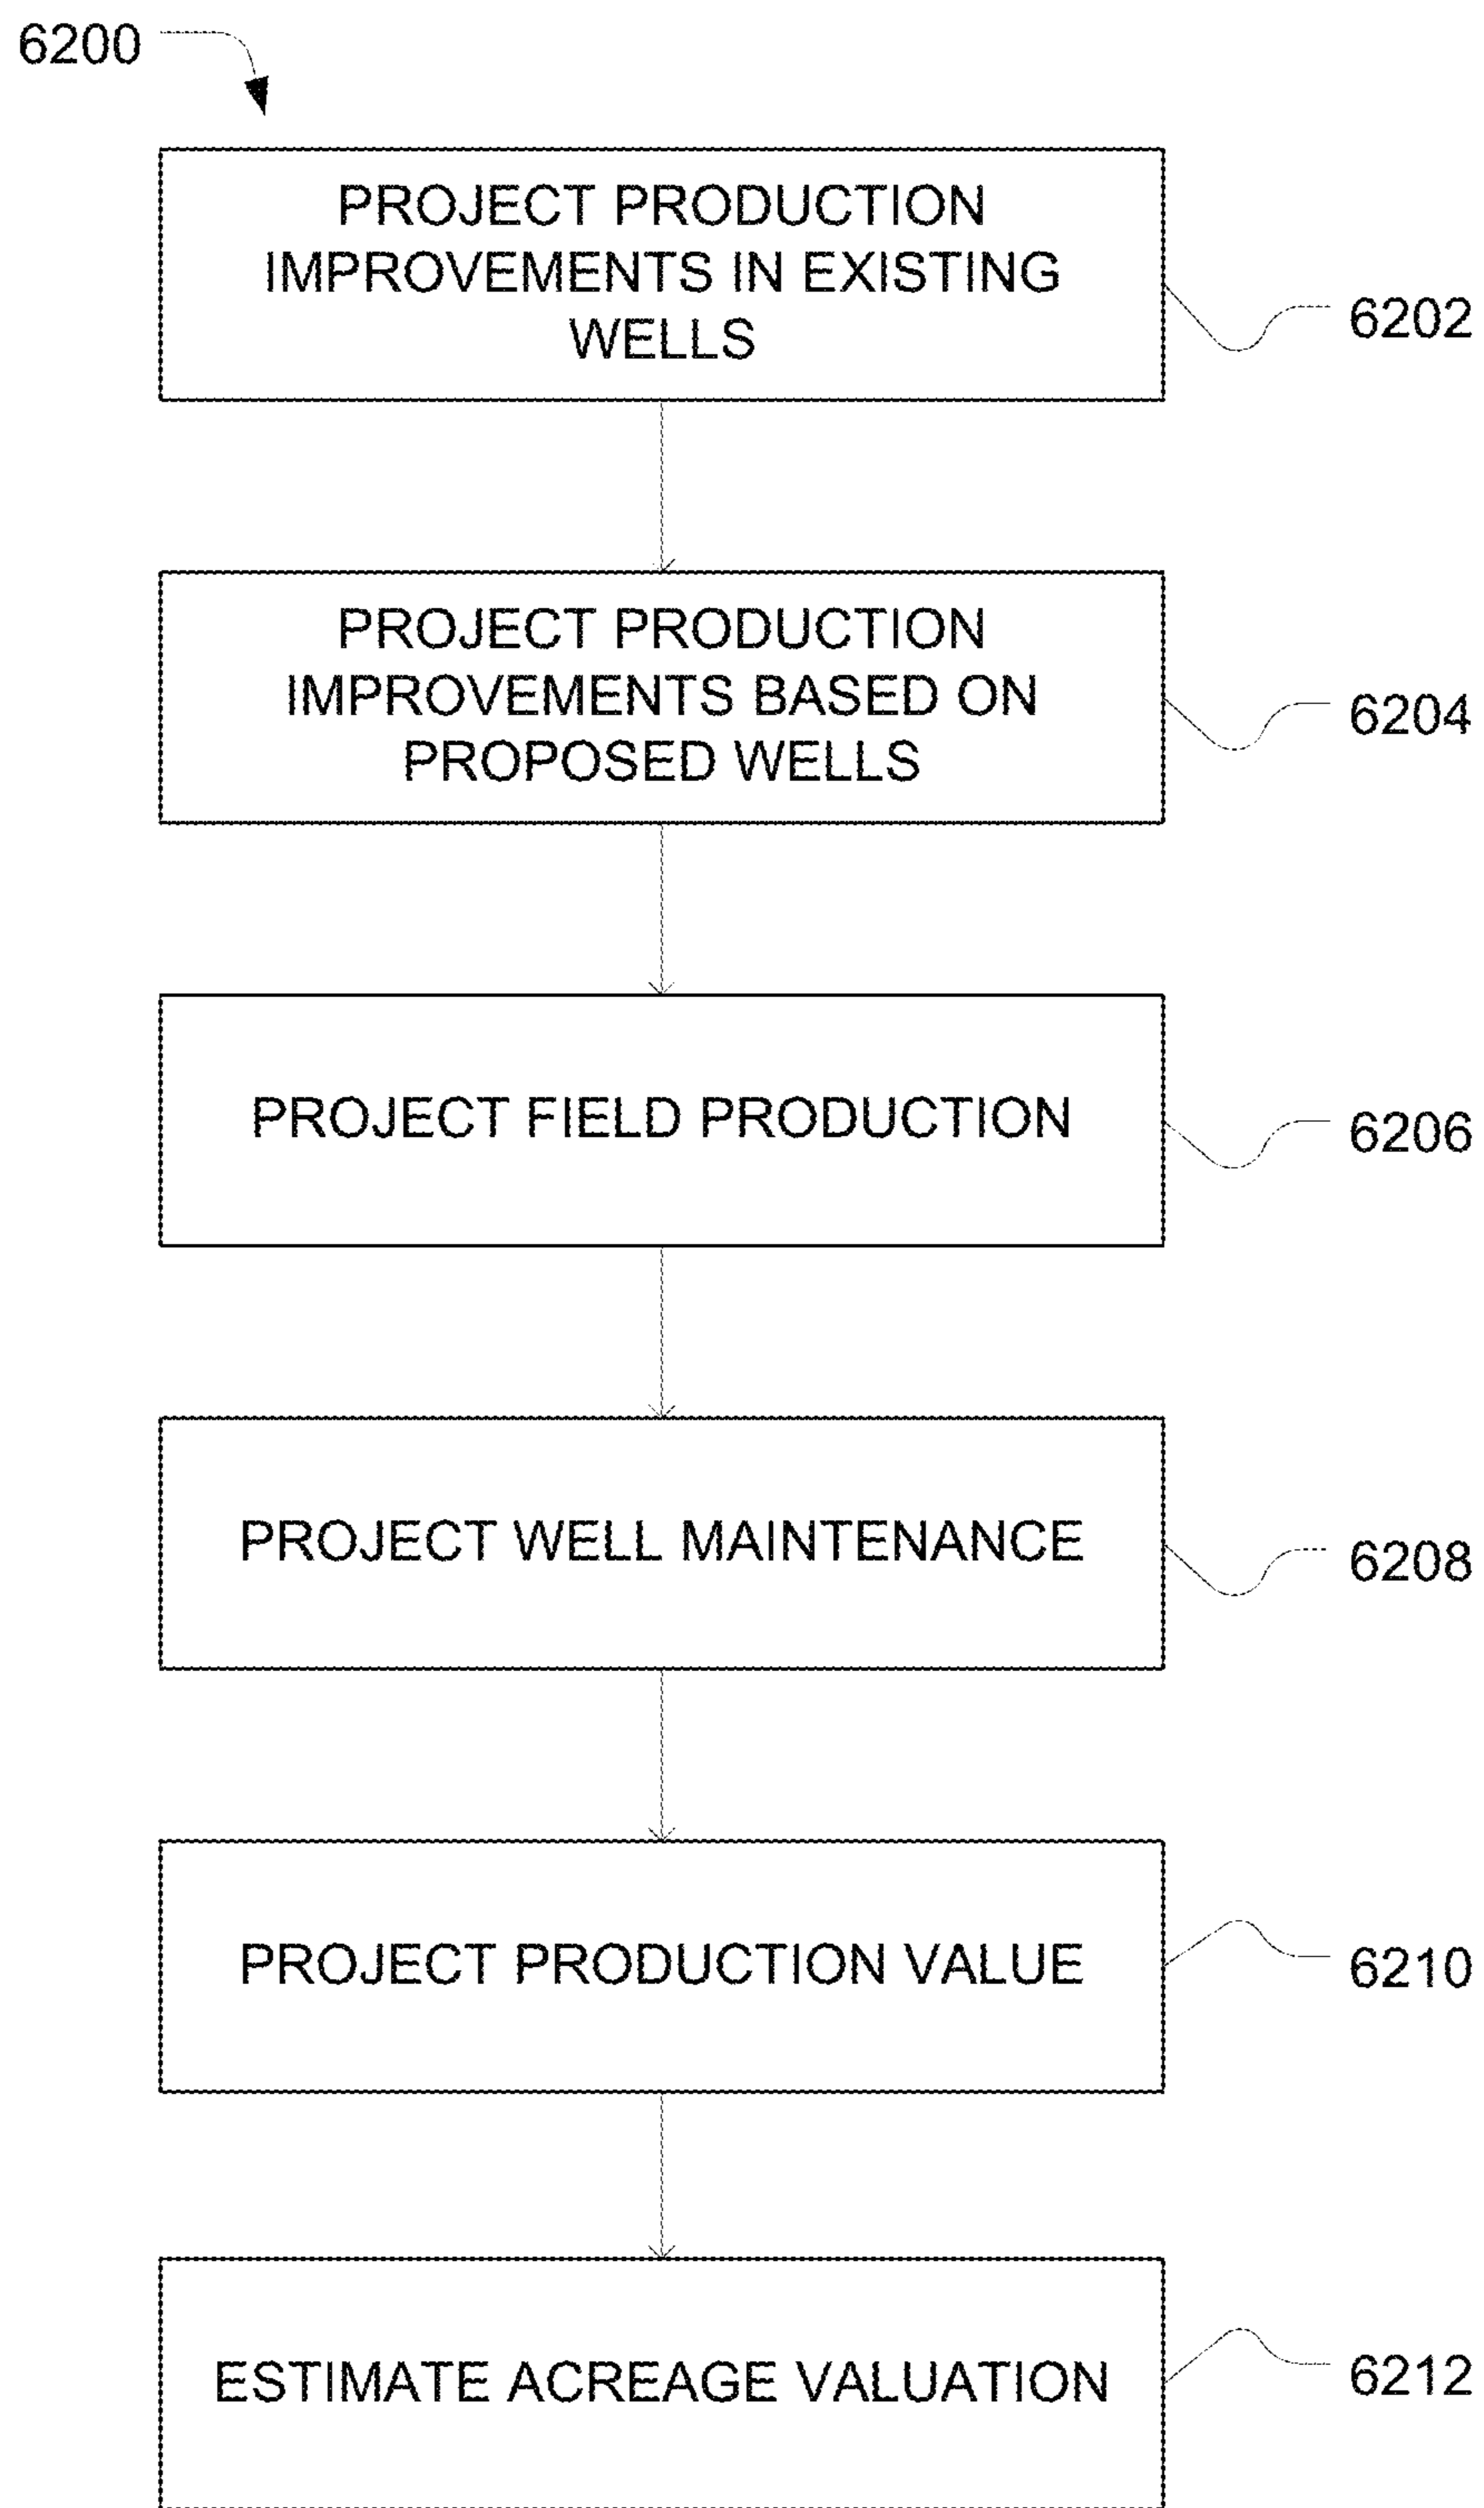 6200
PROJECT PRODUCTION
IMPROVEMENTS IN EXISTING
WELLS
6202
PROJECT PRODUCTION
IMPROVEMENTS BASED ON
PROPOSED WELLS
6204
PROJECT FIELD PRODUCTION
6206
PROJECT WELL MAINTENANCE
6208
PROJECT PRODUCTION VALUE
6210
ESTIMATE ACREAGE VALUATION
6212